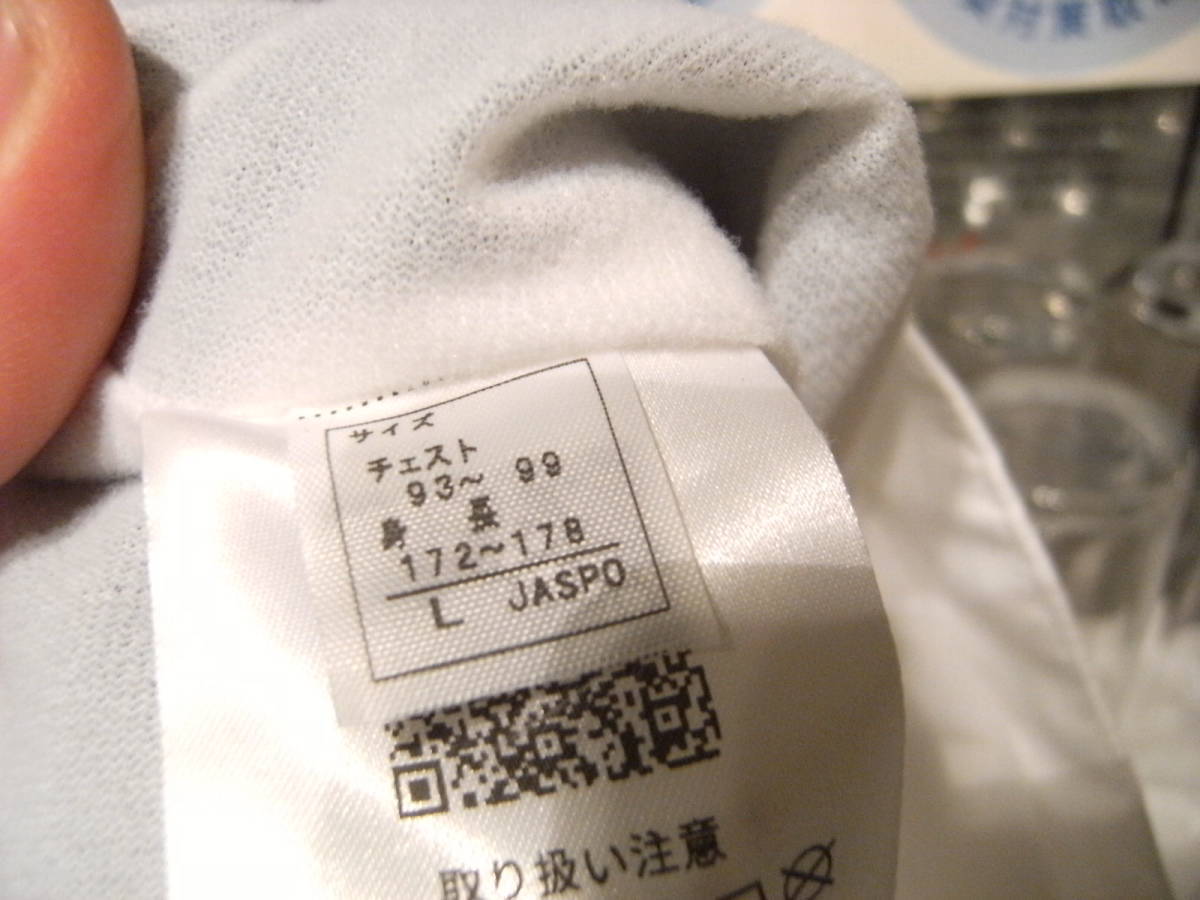 サイズ
チェスト
93~ 99
身 長
172~178
L JASPO
取り扱い注意